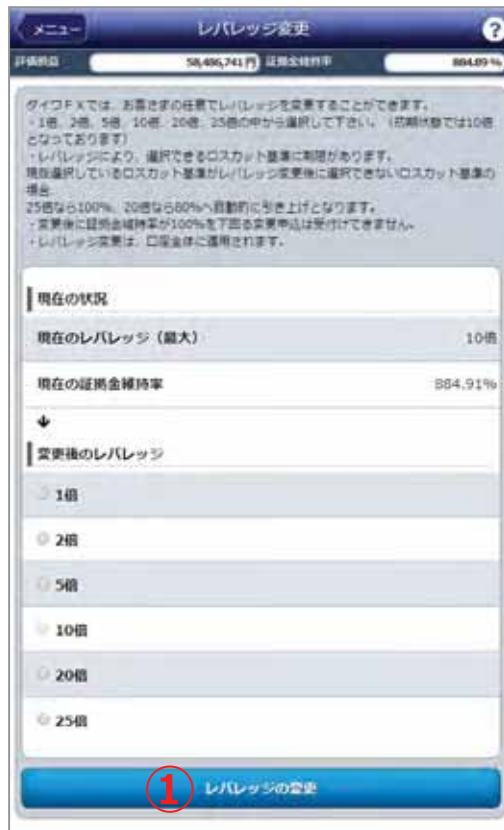 メニュー
レバレッジ変更
?
評価損益 58,486,741円 証拠金維持率 884.89%
ダイワFXでは、お客さまの任意でレバレッジを変更することができます。
・1倍、2倍、5倍、10倍、20倍、25倍の中から選択して下さい。（初期状態では10倍
となっております）
・レバレッジにより、選択できるロスカット基準に制限があります。
現在選択しているロスカット基準がレバレッジ変更後に選択できないロスカット基準の
場合
25倍なら100%、20倍なら80%へ自動的に引き上げとなります。
・変更後に証拠金維持率が100%を下回る変更申込は受付けできません。
・レバレッジ変更は、口座全体に適用されます。
現在の状況
現在のレバレッジ（最大） 10倍
現在の証拠金維持率 884.91%
↓
変更後のレバレッジ
1倍
2倍
5倍
10倍
20倍
25倍
① レバレッジの変更